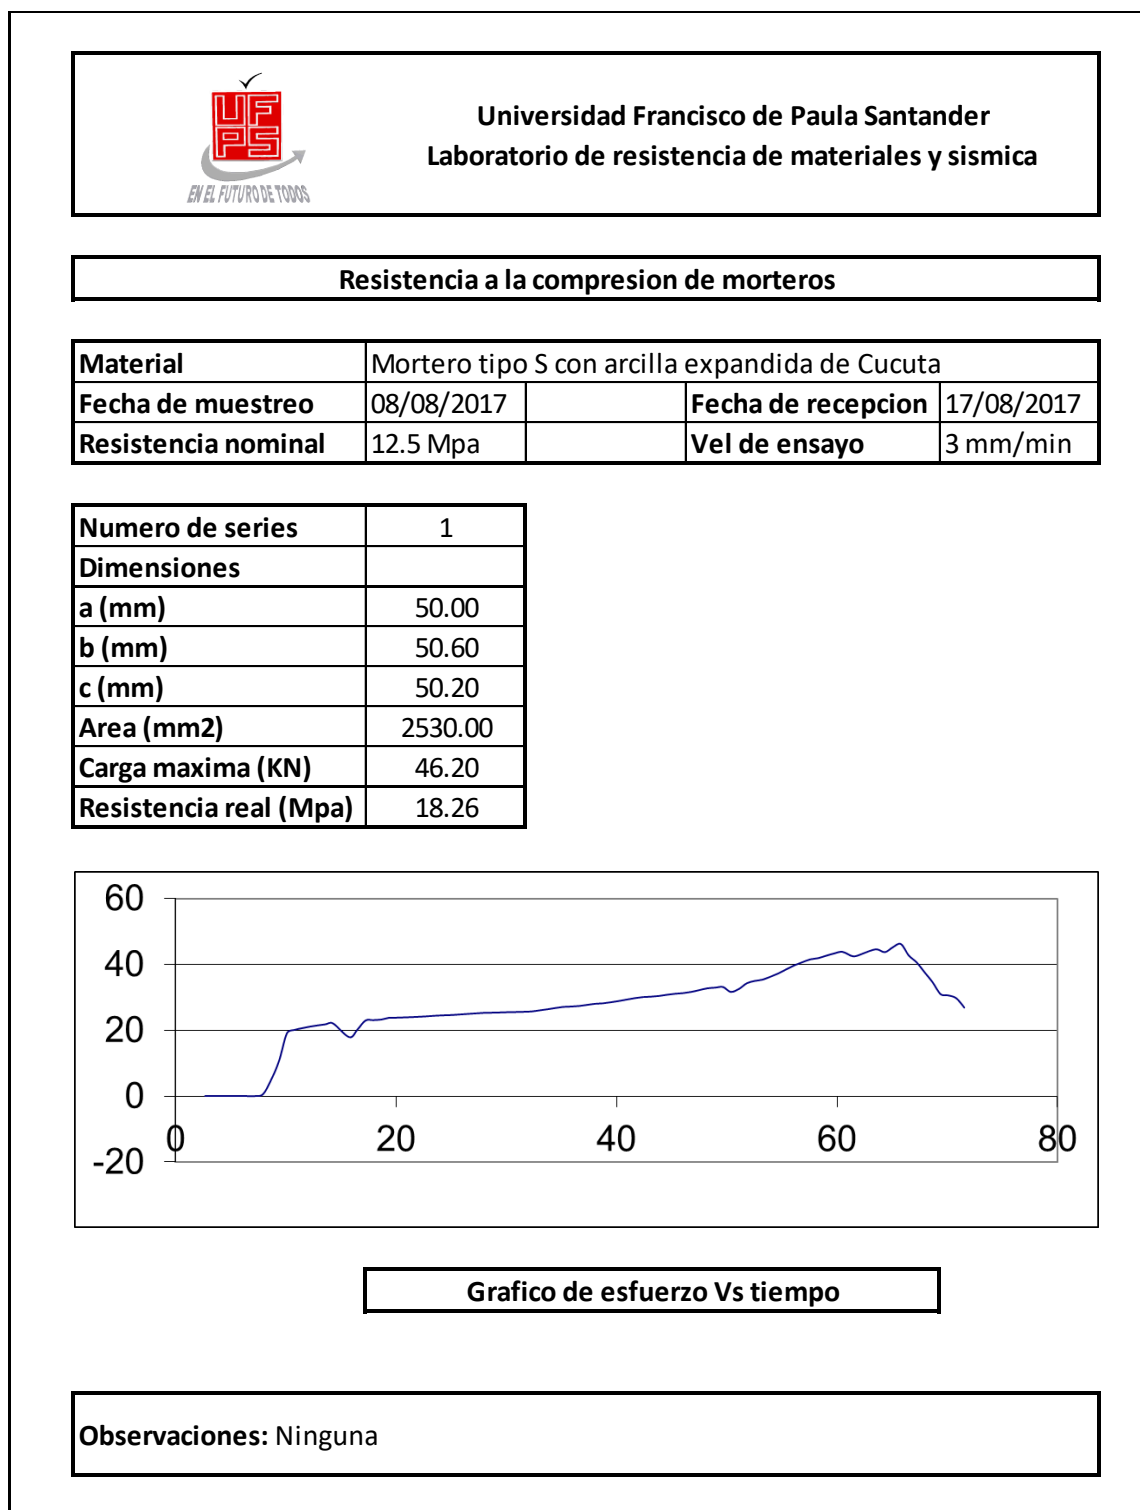 UF
PS
EN EL FUTURO DE TODOS
Universidad Francisco de Paula Santander
Laboratorio de resistencia de materiales y sismica
Resistencia a la compresion de morteros
Material Mortero tipo S con arcilla expandida de Cucuta
Fecha de muestreo 08/08/2017 Fecha de recepcion 17/08/2017
Resistencia nominal 12.5 Mpa Vel de ensayo 3 mm/min
Numero de series 1
Dimensiones
a (mm) 50.00
b (mm) 50.60
c (mm) 50.20
Area (mm2) 2530.00
Carga maxima (KN) 46.20
Resistencia real (Mpa) 18.26
60
40
20
0
0 20 40 60 80
-20
Grafico de esfuerzo Vs tiempo
Observaciones: Ninguna